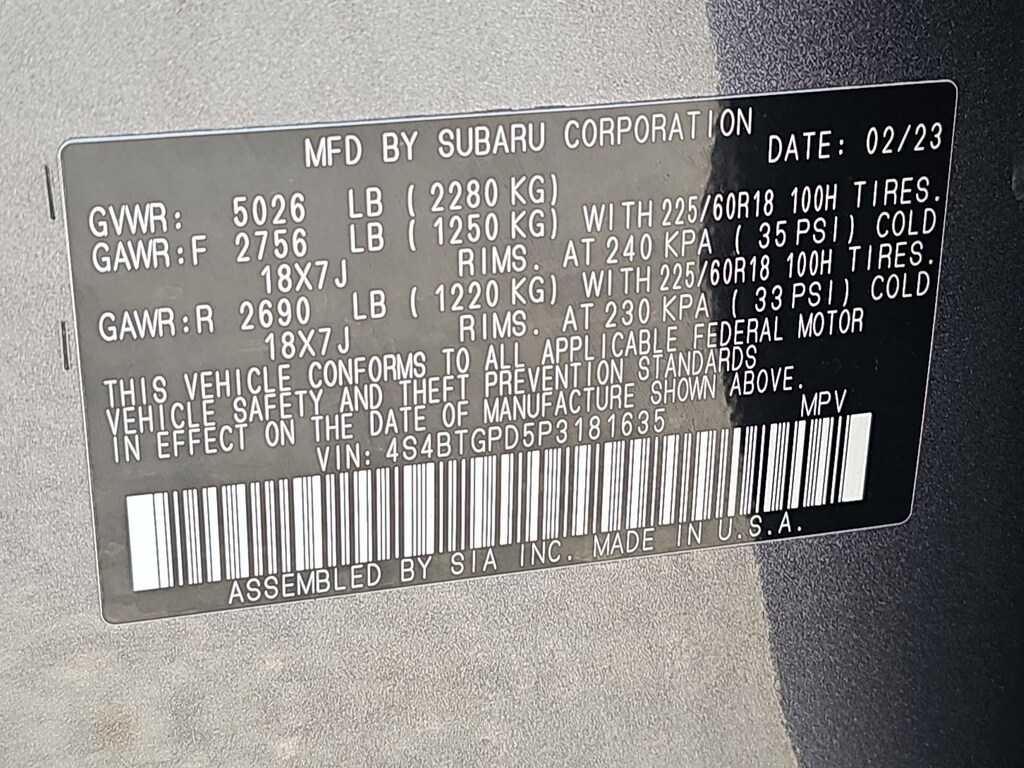 MFD BY SUBARU CORPORATION DATE: 02/23
GVWR: 5026 LB ( 2280 KG)
GAWR:F 2756 LB ( 1250 KG) WITH 225/60R18 100H TIRES.
18X7J RIMS. AT 240 KPA ( 35 PSI) COLD
GAWR:R 2690 LB ( 1220 KG) WITH 225/60R18 100H TIRES.
18X7J RIMS. AT 230 KPA ( 33 PSI) COLD
THIS VEHICLE CONFORMS TO ALL APPLICABLE FEDERAL MOTOR
VEHICLE SAFETY AND THEFT PREVENTION STANDARDS
IN EFFECT ON THE DATE OF MANUFACTURE SHOWN ABOVE.
VIN: 4S4BTGPD5P3181635 MPV
ASSEMBLED BY SIA INC. MADE IN U.S.A.